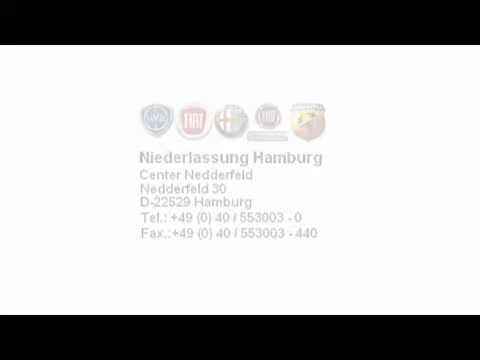 FIAT
Niederlassung Hamburg
Center Nedderfeld
Nedderfeld 30
D-22529 Hamburg
Tel.: +49 (0) 40 / 553003 - 0
Fax.:+49 (0) 40 / 553003 - 440